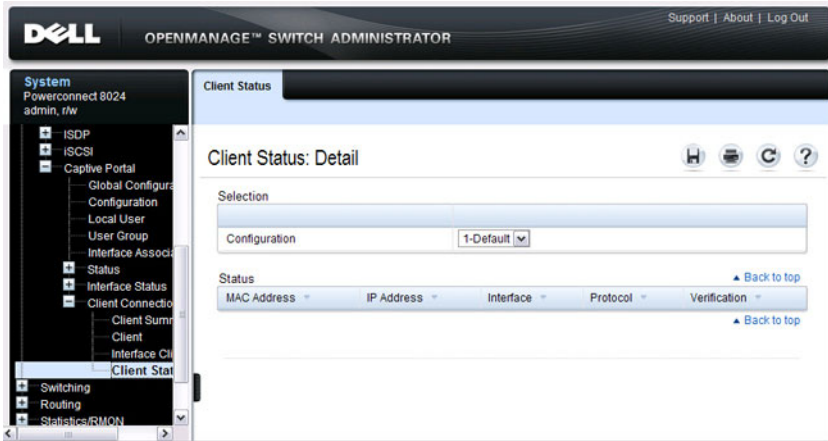 Support | About | Log Out
DELL
OPENMANAGE™ SWITCH ADMINISTRATOR
System
Powerconnect 8024
admin, r/w
ISDP
iSCSI
Captive Portal
Global Configura
Configuration
Local User
User Group
Interface Associa
Status
Interface Status
Client Connectio
Client Summ
Client
Interface Cli
Client Stat
Switching
Routing
Statistics/RMON
Client Status
Client Status: Detail
Selection
Configuration 1-Default
Status Back to top
MAC Address IP Address Interface Protocol Verification
Back to top